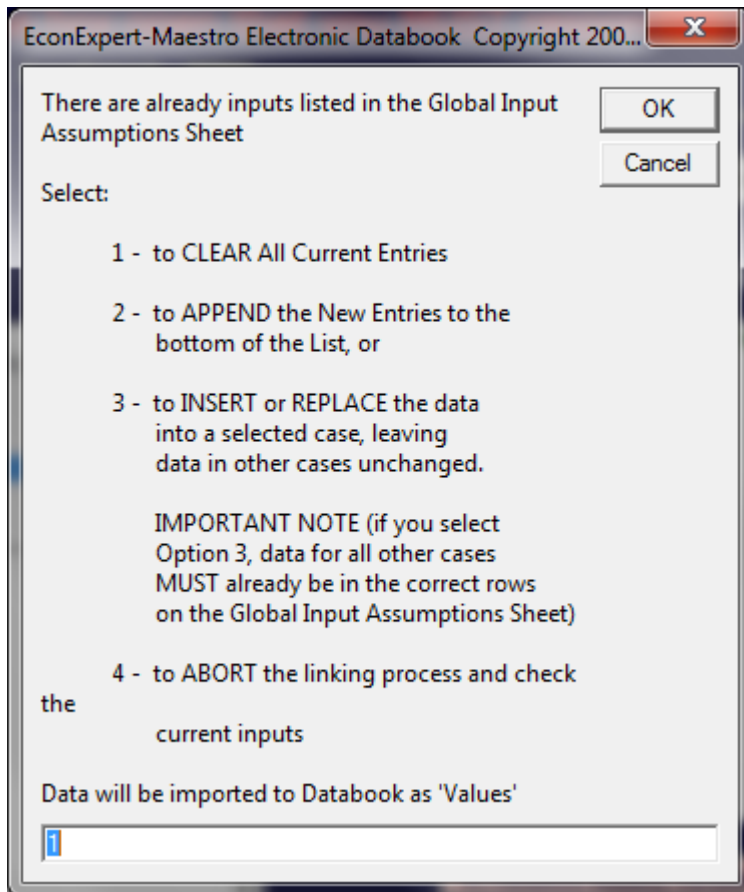 EconExpert-Maestro Electronic Databook Copyright 200...
There are already inputs listed in the Global Input
Assumptions Sheet
OK
Cancel
Select:
1 - to CLEAR All Current Entries
2 - to APPEND the New Entries to the
bottom of the List, or
3 - to INSERT or REPLACE the data
into a selected case, leaving
data in other cases unchanged.
IMPORTANT NOTE (if you select
Option 3, data for all other cases
MUST already be in the correct rows
on the Global Input Assumptions Sheet)
4 - to ABORT the linking process and check
the
current inputs
Data will be imported to Databook as 'Values'
1